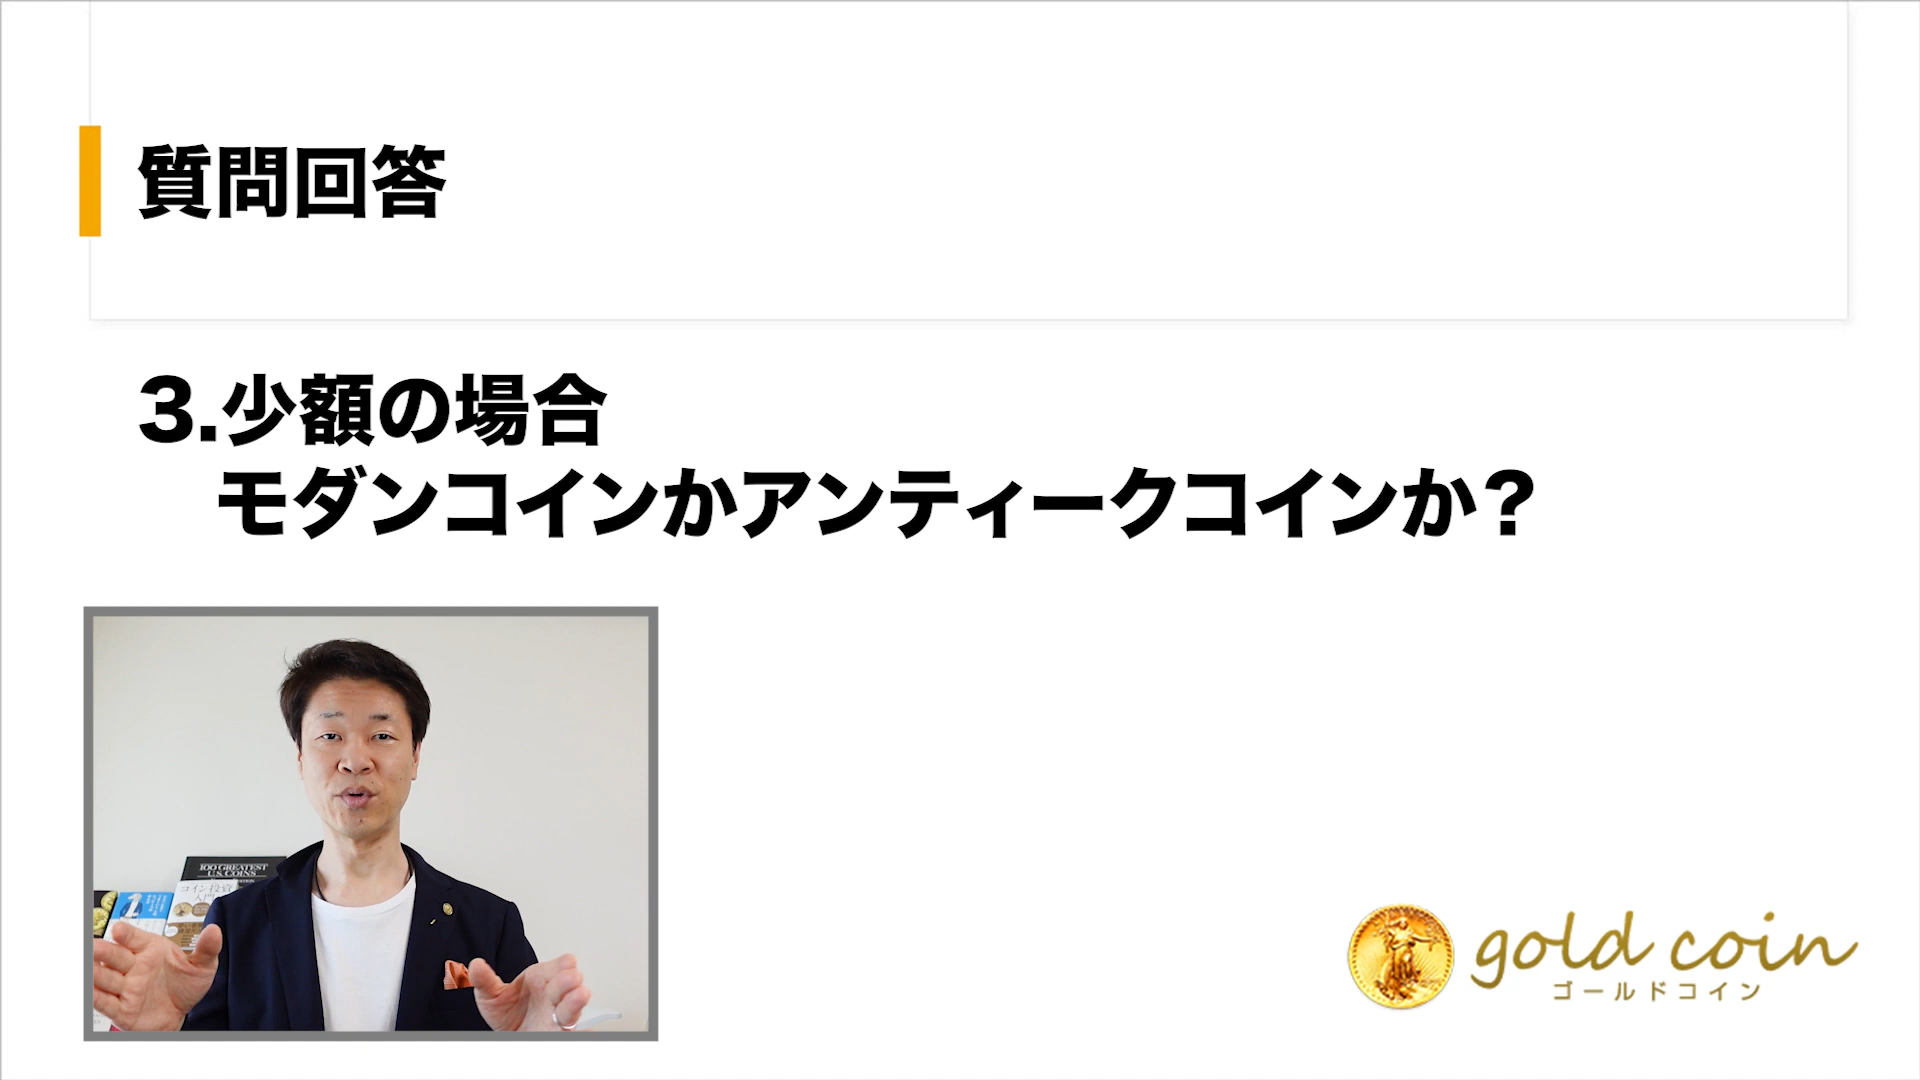 質問回答
3.少額の場合
モダンコインかアンティークコインか?
100 GREATEST
U.S. COINS
コイン投資
入門
gold coin
ゴールドコイン